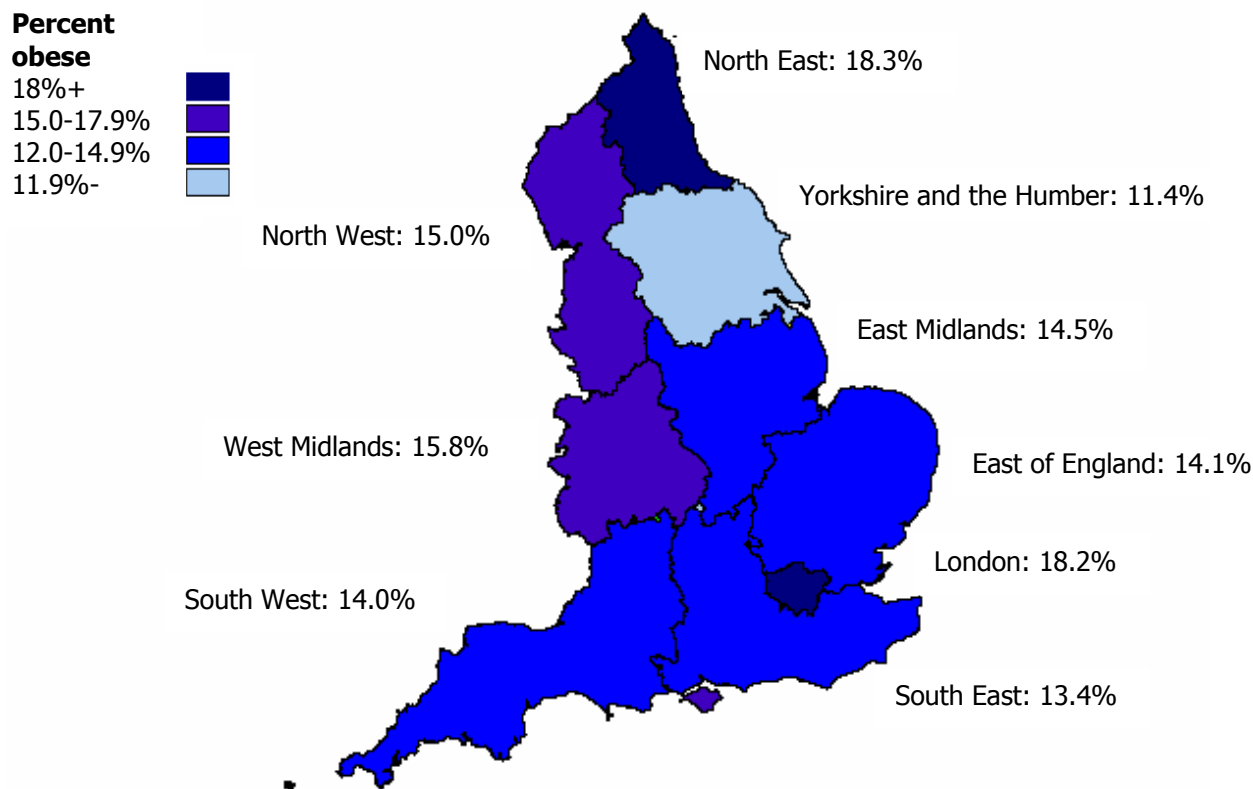 Percent
obese
18%+
15.0-17.9%
12.0-14.9%
11.9%-
North East: 18.3%
Yorkshire and the Humber: 11.4%
North West: 15.0%
East Midlands: 14.5%
West Midlands: 15.8%
East of England: 14.1%
London: 18.2%
South West: 14.0%
South East: 13.4%